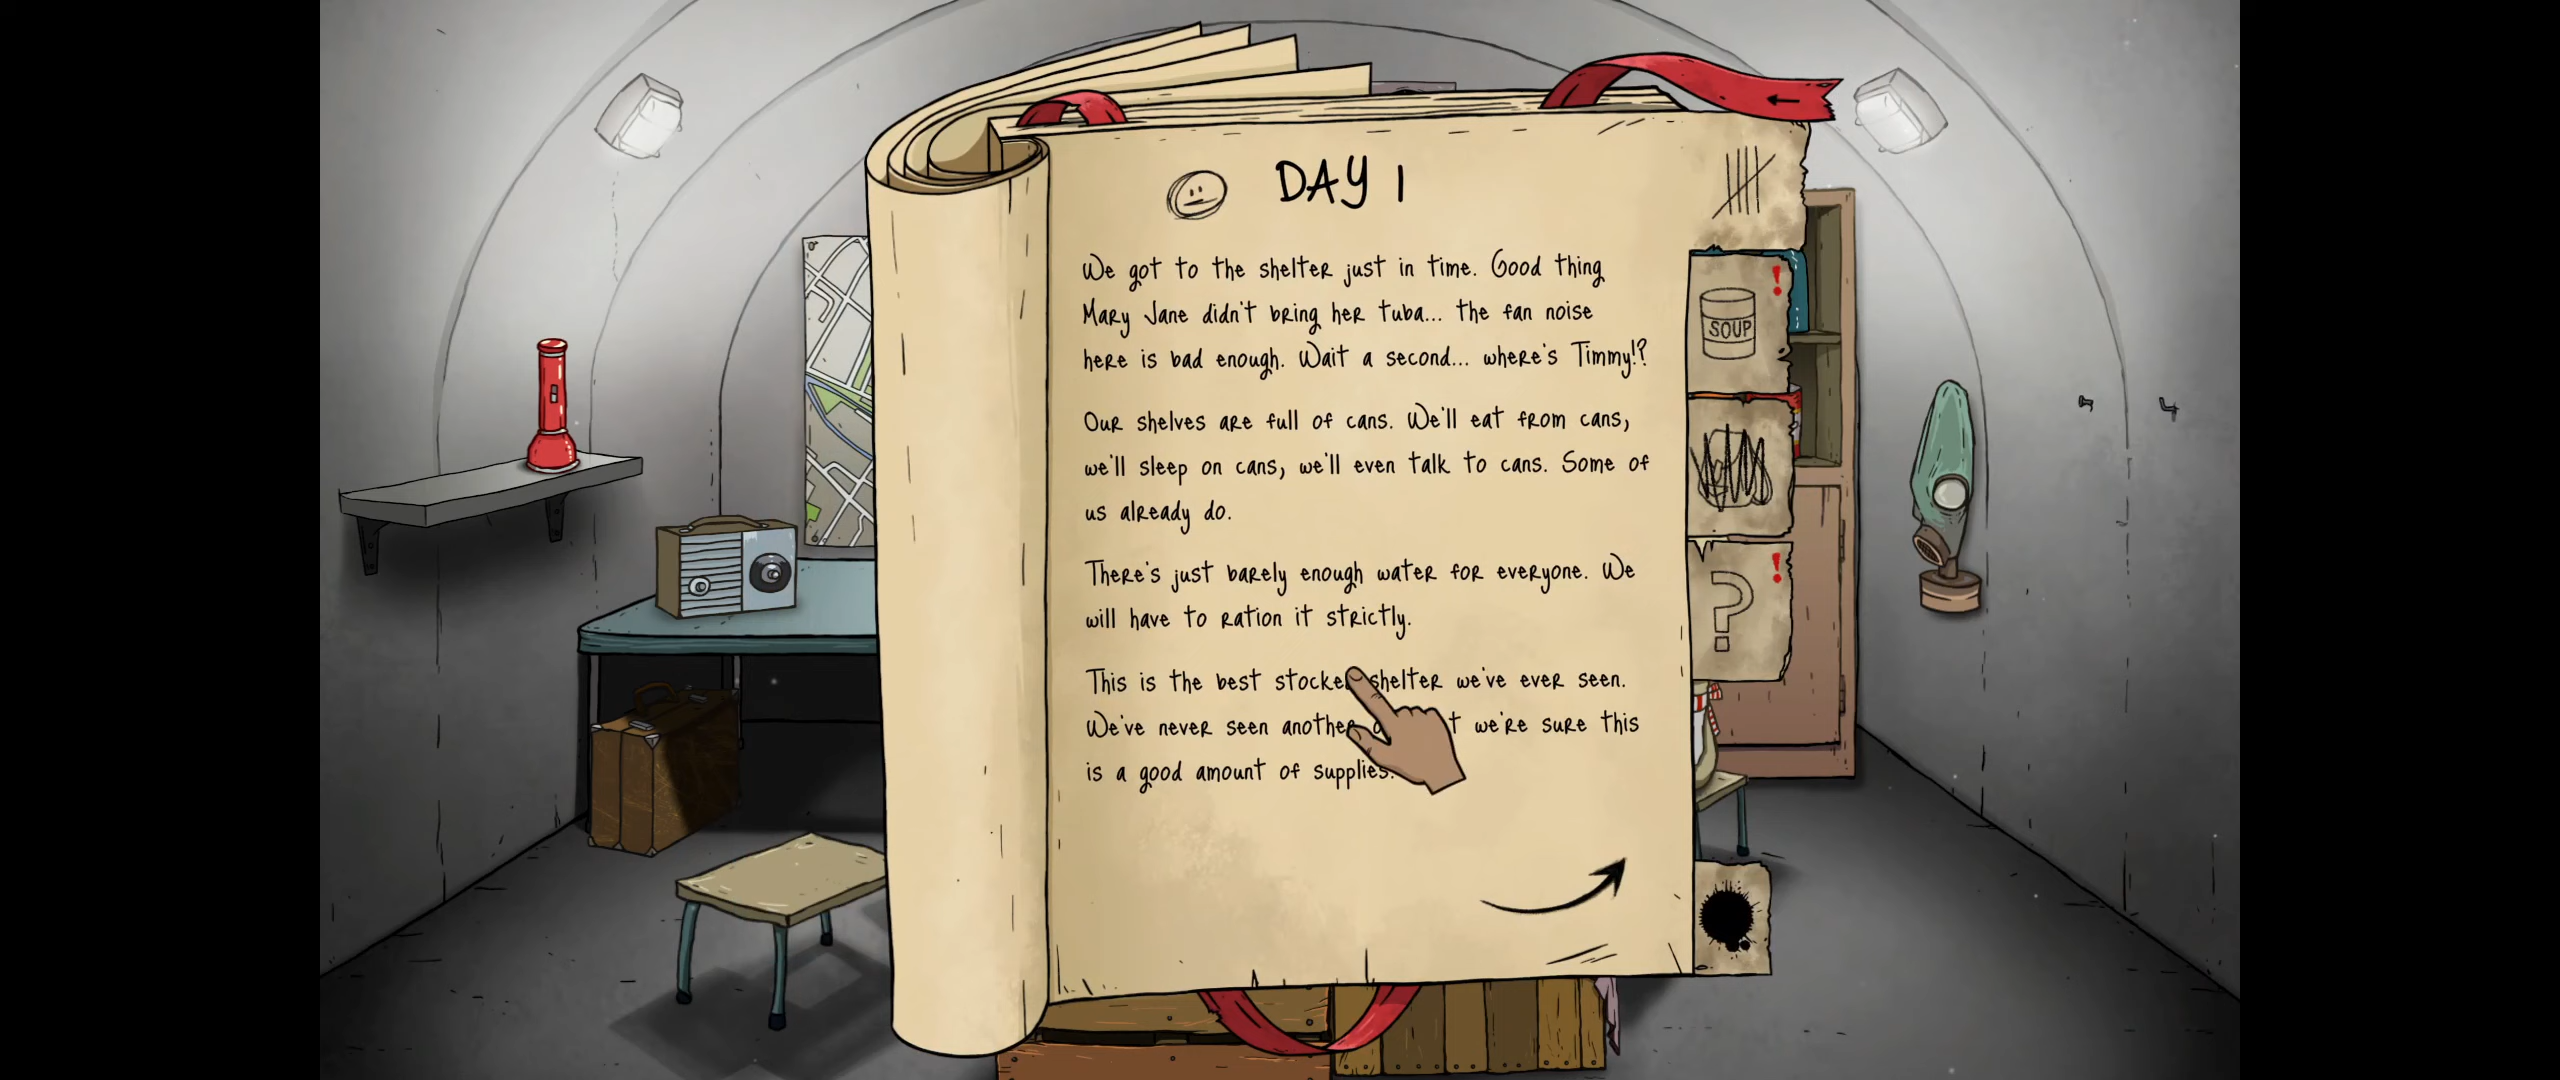 DAY 1
We got to the shelter just in time. Good thing
Mary Jane didn't bring her tuba... the fan noise
here is bad enough. Wait a second... where's Timmy!?
Our shelves are full of cans. We'll eat from cans,
we'll sleep on cans, we'll even talk to cans. Some of
us already do.
There's just barely enough water for everyone. We
will have to ration it strictly.
This is the best stocked shelter we've ever seen.
We've never seen another we're sure this
is a good amount of supplies.
!
SOUP
!
?